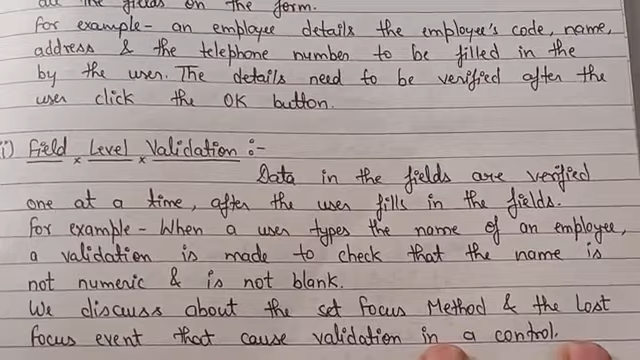 all the fields on the form.
for example - an employee details the employee's code, name,
address & the telephone number to be filled in the
by the user. The details need to be verified after the
user click the OK button.
i) Field x Level x Validation :-
Data in the fields are verified
one at a time, after the user fills in the fields.
for example - When a user types the name of an employee,
a validation is made to check that the name is
not numeric & is not blank.
We discuss about the set focus Method & the Lost
focus event that cause validation in a control.